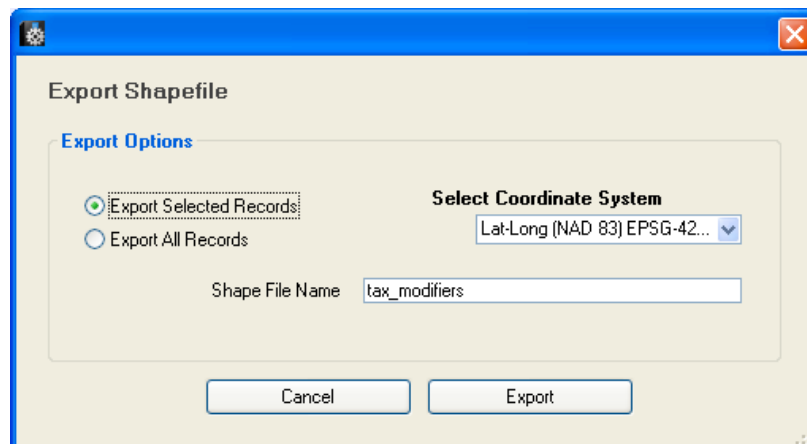 Export Shapefile
Export Options
Export Selected Records
Export All Records
Select Coordinate System
Lat-Long (NAD 83) EPSG-42...
Shape File Name tax_modifiers
Cancel Export